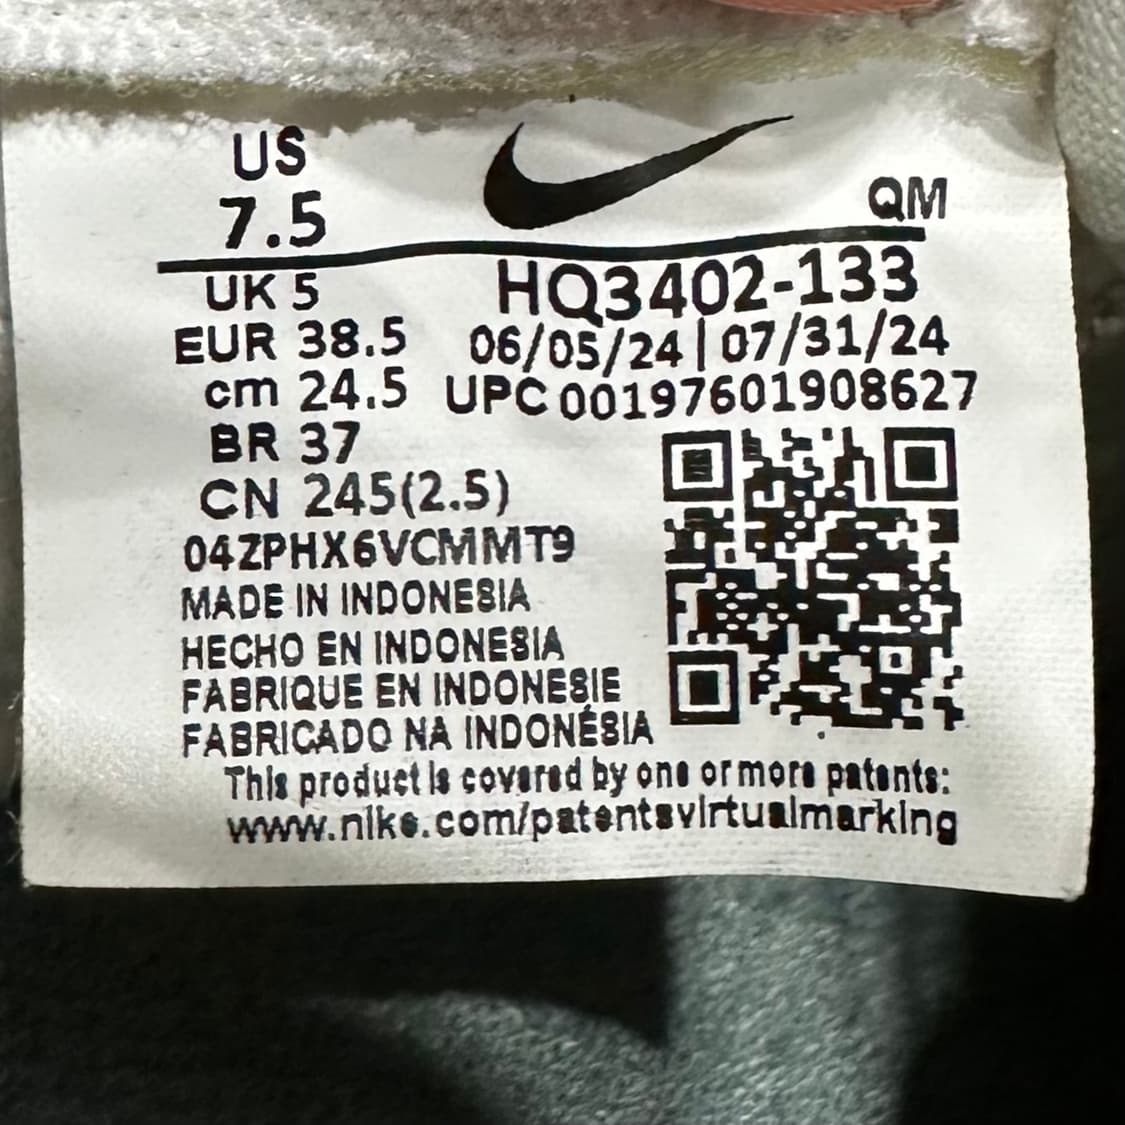 US
7.5
QM
UK 5
HQ3402-133
EUR 38.5
06/05/24 | 07/31/24
cm 24.5
UPC 00197601908627
BR 37
CN 245(2.5)
04ZPHX6VCMMT9
MADE IN INDONESIA
HECHO EN INDONESIA
FABRIQUE EN INDONESIE
FABRICADO NA INDONÉSIA
This product is covered by one or more patents:
www.nike.com/patentsvirtualmarking